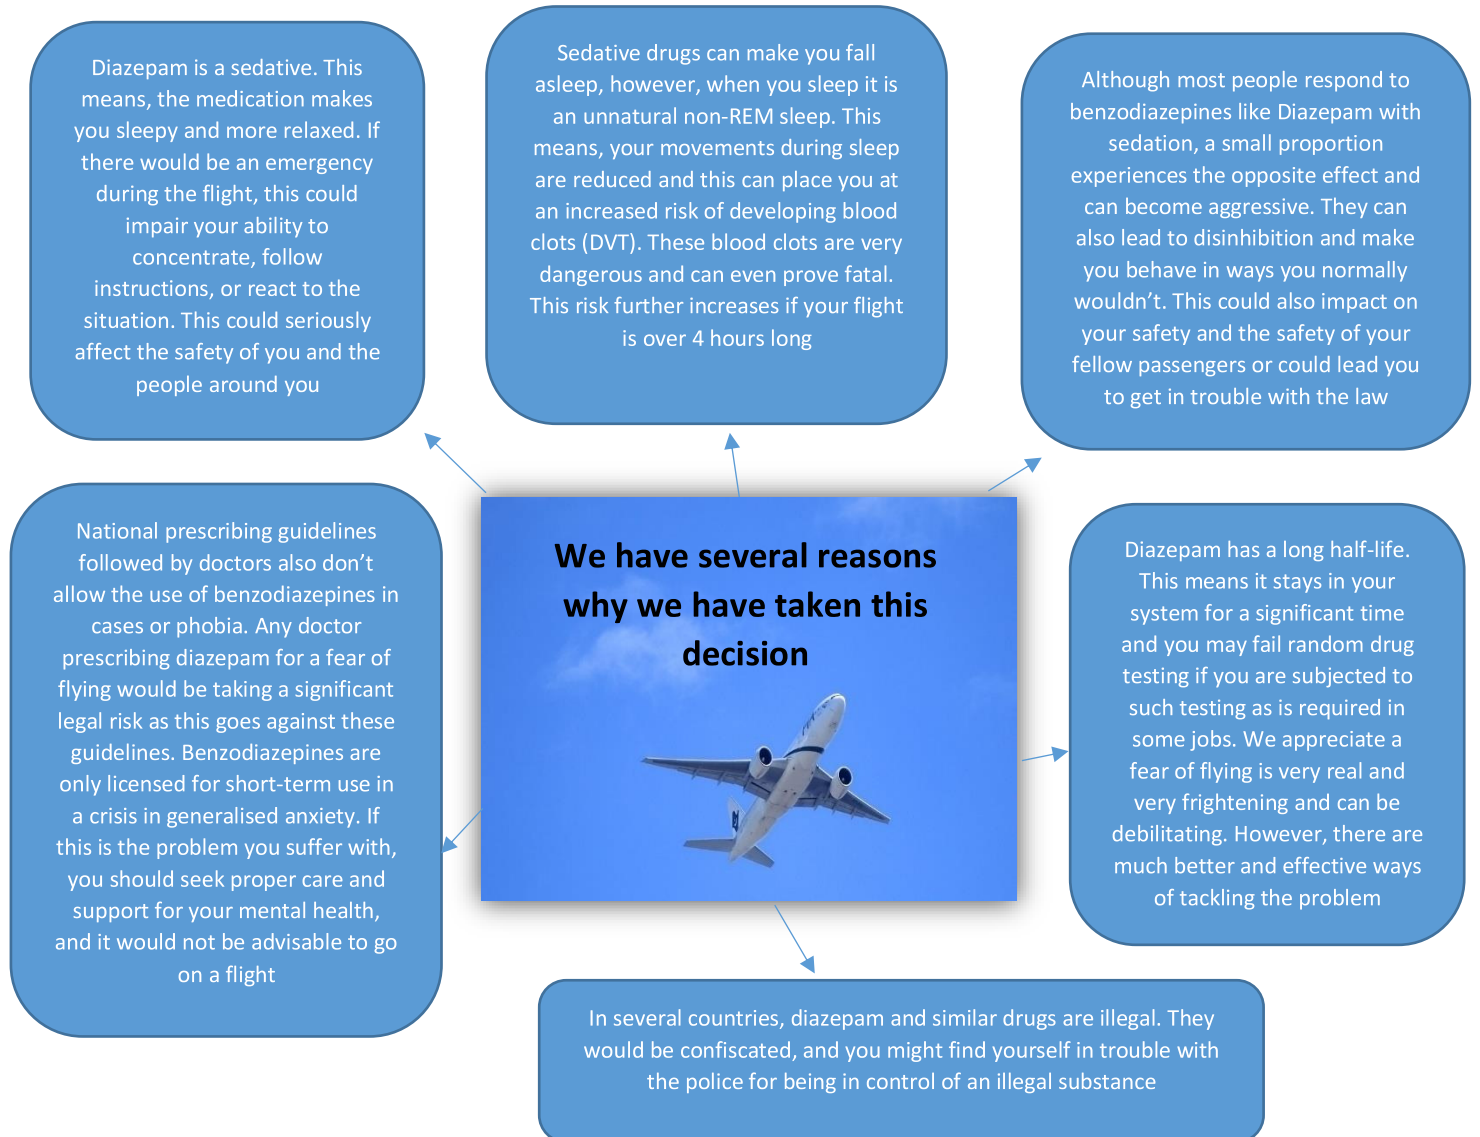 Diazepam is a sedative. This
means, the medication makes
you sleepy and more relaxed. If
there would be an emergency
during the flight, this could
impair your ability to
concentrate, follow
instructions, or react to the
situation. This could seriously
affect the safety of you and the
people around you
Sedative drugs can make you fall
asleep, however, when you sleep it is
an unnatural non-REM sleep. This
means, your movements during sleep
are reduced and this can place you at
an increased risk of developing blood
clots (DVT). These blood clots are very
dangerous and can even prove fatal.
This risk further increases if your flight
is over 4 hours long
Although most people respond to
benzodiazepines like Diazepam with
sedation, a small proportion
experiences the opposite effect and
can become aggressive. They can
also lead to disinhibition and make
you behave in ways you normally
wouldn’t. This could also impact on
your safety and the safety of your
fellow passengers or could lead you
to get in trouble with the law
National prescribing guidelines
followed by doctors also don’t
allow the use of benzodiazepines in
cases or phobia. Any doctor
prescribing diazepam for a fear of
flying would be taking a significant
legal risk as this goes against these
guidelines. Benzodiazepines are
only licensed for short-term use in
a crisis in generalised anxiety. If
this is the problem you suffer with,
you should seek proper care and
support for your mental health,
and it would not be advisable to go
on a flight
We have several reasons
why we have taken this
decision
Diazepam has a long half-life.
This means it stays in your
system for a significant time
and you may fail random drug
testing if you are subjected to
such testing as is required in
some jobs. We appreciate a
fear of flying is very real and
very frightening and can be
debilitating. However, there are
much better and effective ways
of tackling the problem
In several countries, diazepam and similar drugs are illegal. They
would be confiscated, and you might find yourself in trouble with
the police for being in control of an illegal substance